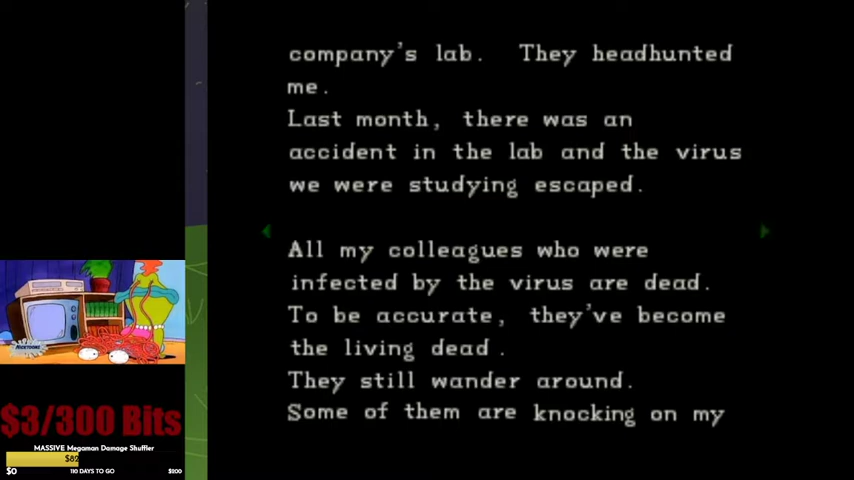 company's lab. They headhunted
me.
Last month, there was an
accident in the lab and the virus
we were studying escaped.
All my colleagues who were
infected by the virus are dead.
To be accurate, they've become
the living dead.
They still wander around.
Some of them are knocking on my
$3/300 Bits
MASSIVE Megaman Damage Shuffler
$82
$0
110 DAYS TO GO
$200